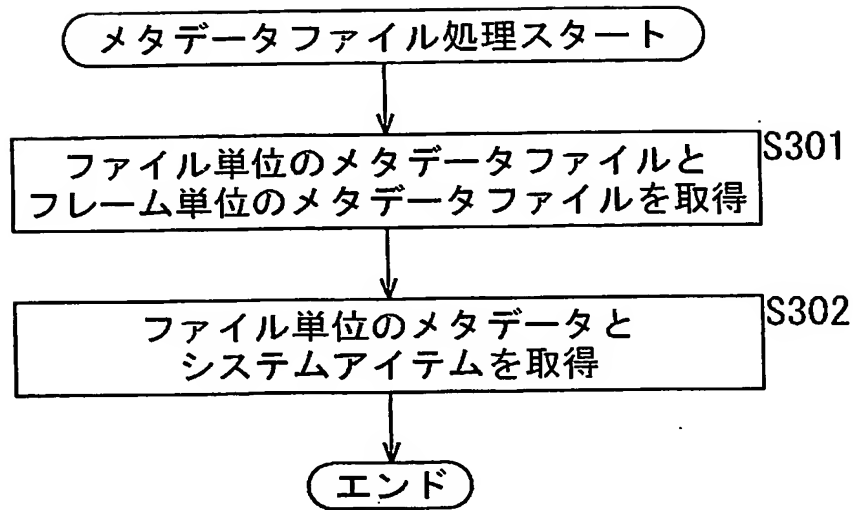 メタデータファイル処理スタート
S301
ファイル単位のメタデータファイルと
フレーム単位のメタデータファイルを取得
S302
ファイル単位のメタデータと
システムアイテムを取得
エンド